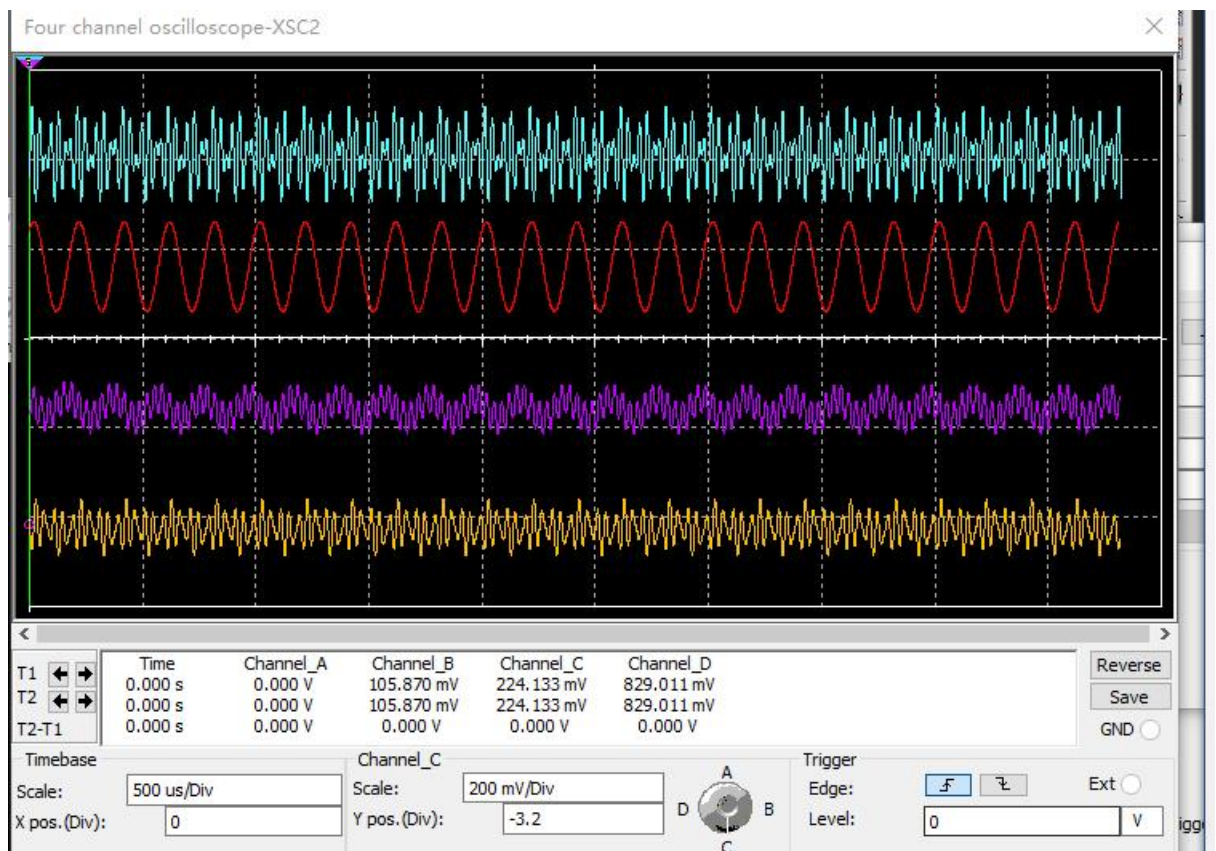 Four channel oscilloscope-XSC2
Time Channel_A Channel_B Channel_C Channel_D
T1 0.000 s 0.000 V 105.870 mV 224.133 mV 829.011 mV
T2 0.000 s 0.000 V 105.870 mV 224.133 mV 829.011 mV
T2-T1 0.000 s 0.000 V 0.000 V 0.000 V 0.000 V
Reverse
Save
GND
Timebase
Scale: 500 us/Div
X pos.(Div): 0
Channel_C
Scale: 200 mV/Div
Y pos.(Div): -3.2
A
D B
C
Trigger
Edge: Ext
Level: 0 V